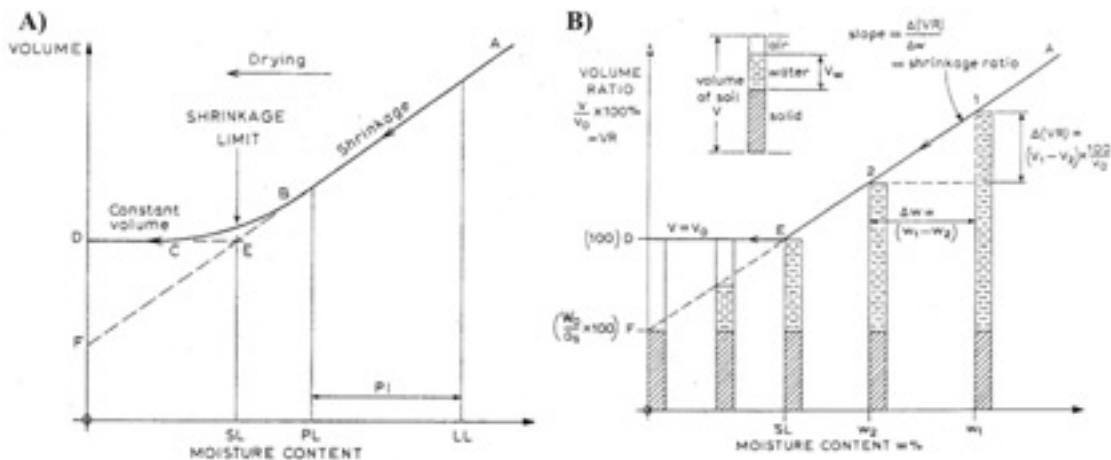 A)
VOLUME
A
Drying
SHRINKAGE
LIMIT
Shrinkage
B
Constant
volume
D
C
E
F
PI
O
SL
PL
LL
MOISTURE CONTENT
B)
VOLUME
RATIO
V/V₀ × 100%
= VR
air
water
solid
volume
of soil
V
Vw
slope = Δ(VR)/Δw
= shrinkage ratio
A
1
2
Δ(VR) =
(V₁ − V₂) × 100/V₀
Δw =
(w₁ − w₂)
(100) D
V = V₀
E
F
SL
w₂
w₁
MOISTURE CONTENT w%